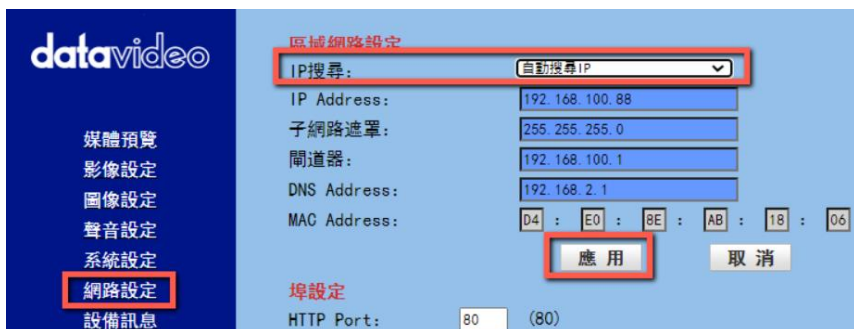 datavideo
媒體預覽
影像設定
圖像設定
聲音設定
系統設定
網路設定
設備訊息
區域網路設定
IP搜尋: 自動搜尋IP
IP Address: 192.168.100.88
子網路遮罩: 255.255.255.0
閘道器: 192.168.100.1
DNS Address: 192.168.2.1
MAC Address: D4 : E0 : 8E : AB : 18 : 06
應 用 取 消
埠設定
HTTP Port: 80 (80)